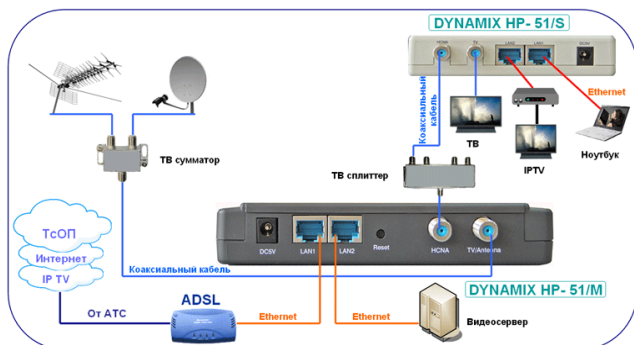 DYNAMIX HP- 51/S
HCNA
TV
LAN2
LAN1
DC5V
Коаксиальный
кабель
Ethernet
ТВ
IPTV
Ноутбук
ТВ сумматор
ТВ сплиттер
ТсОП
Интернет
IP TV
DC5V
LAN1
LAN2
Reset
HCNA
TV/Antenna
Коаксиальный кабель
DYNAMIX HP- 51/M
От АТС
ADSL
Ethernet
Ethernet
Видеосервер